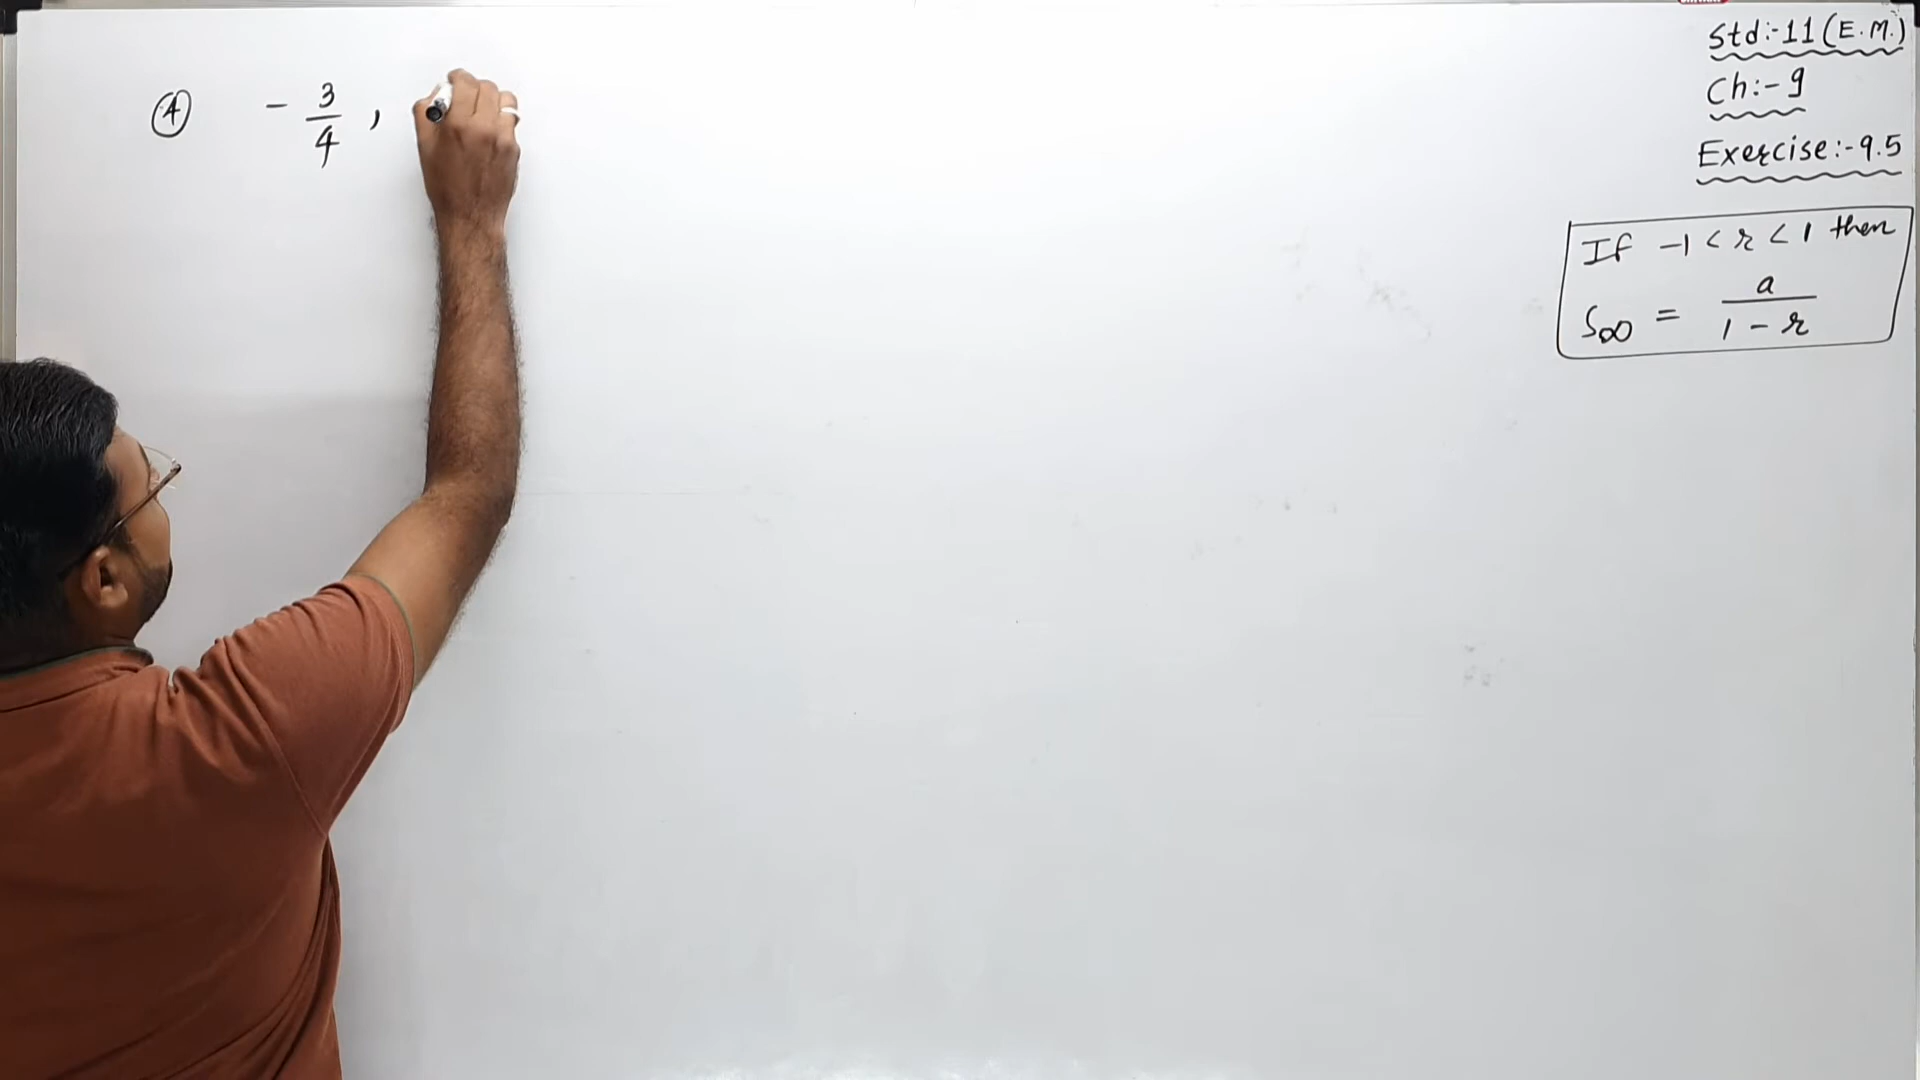 ④ - 3/4 ,
Std:-11 (E.M.)
Ch:-9
Exercise:-9.5
If -1 < r < 1 then
S∞ = a/(1 - r)